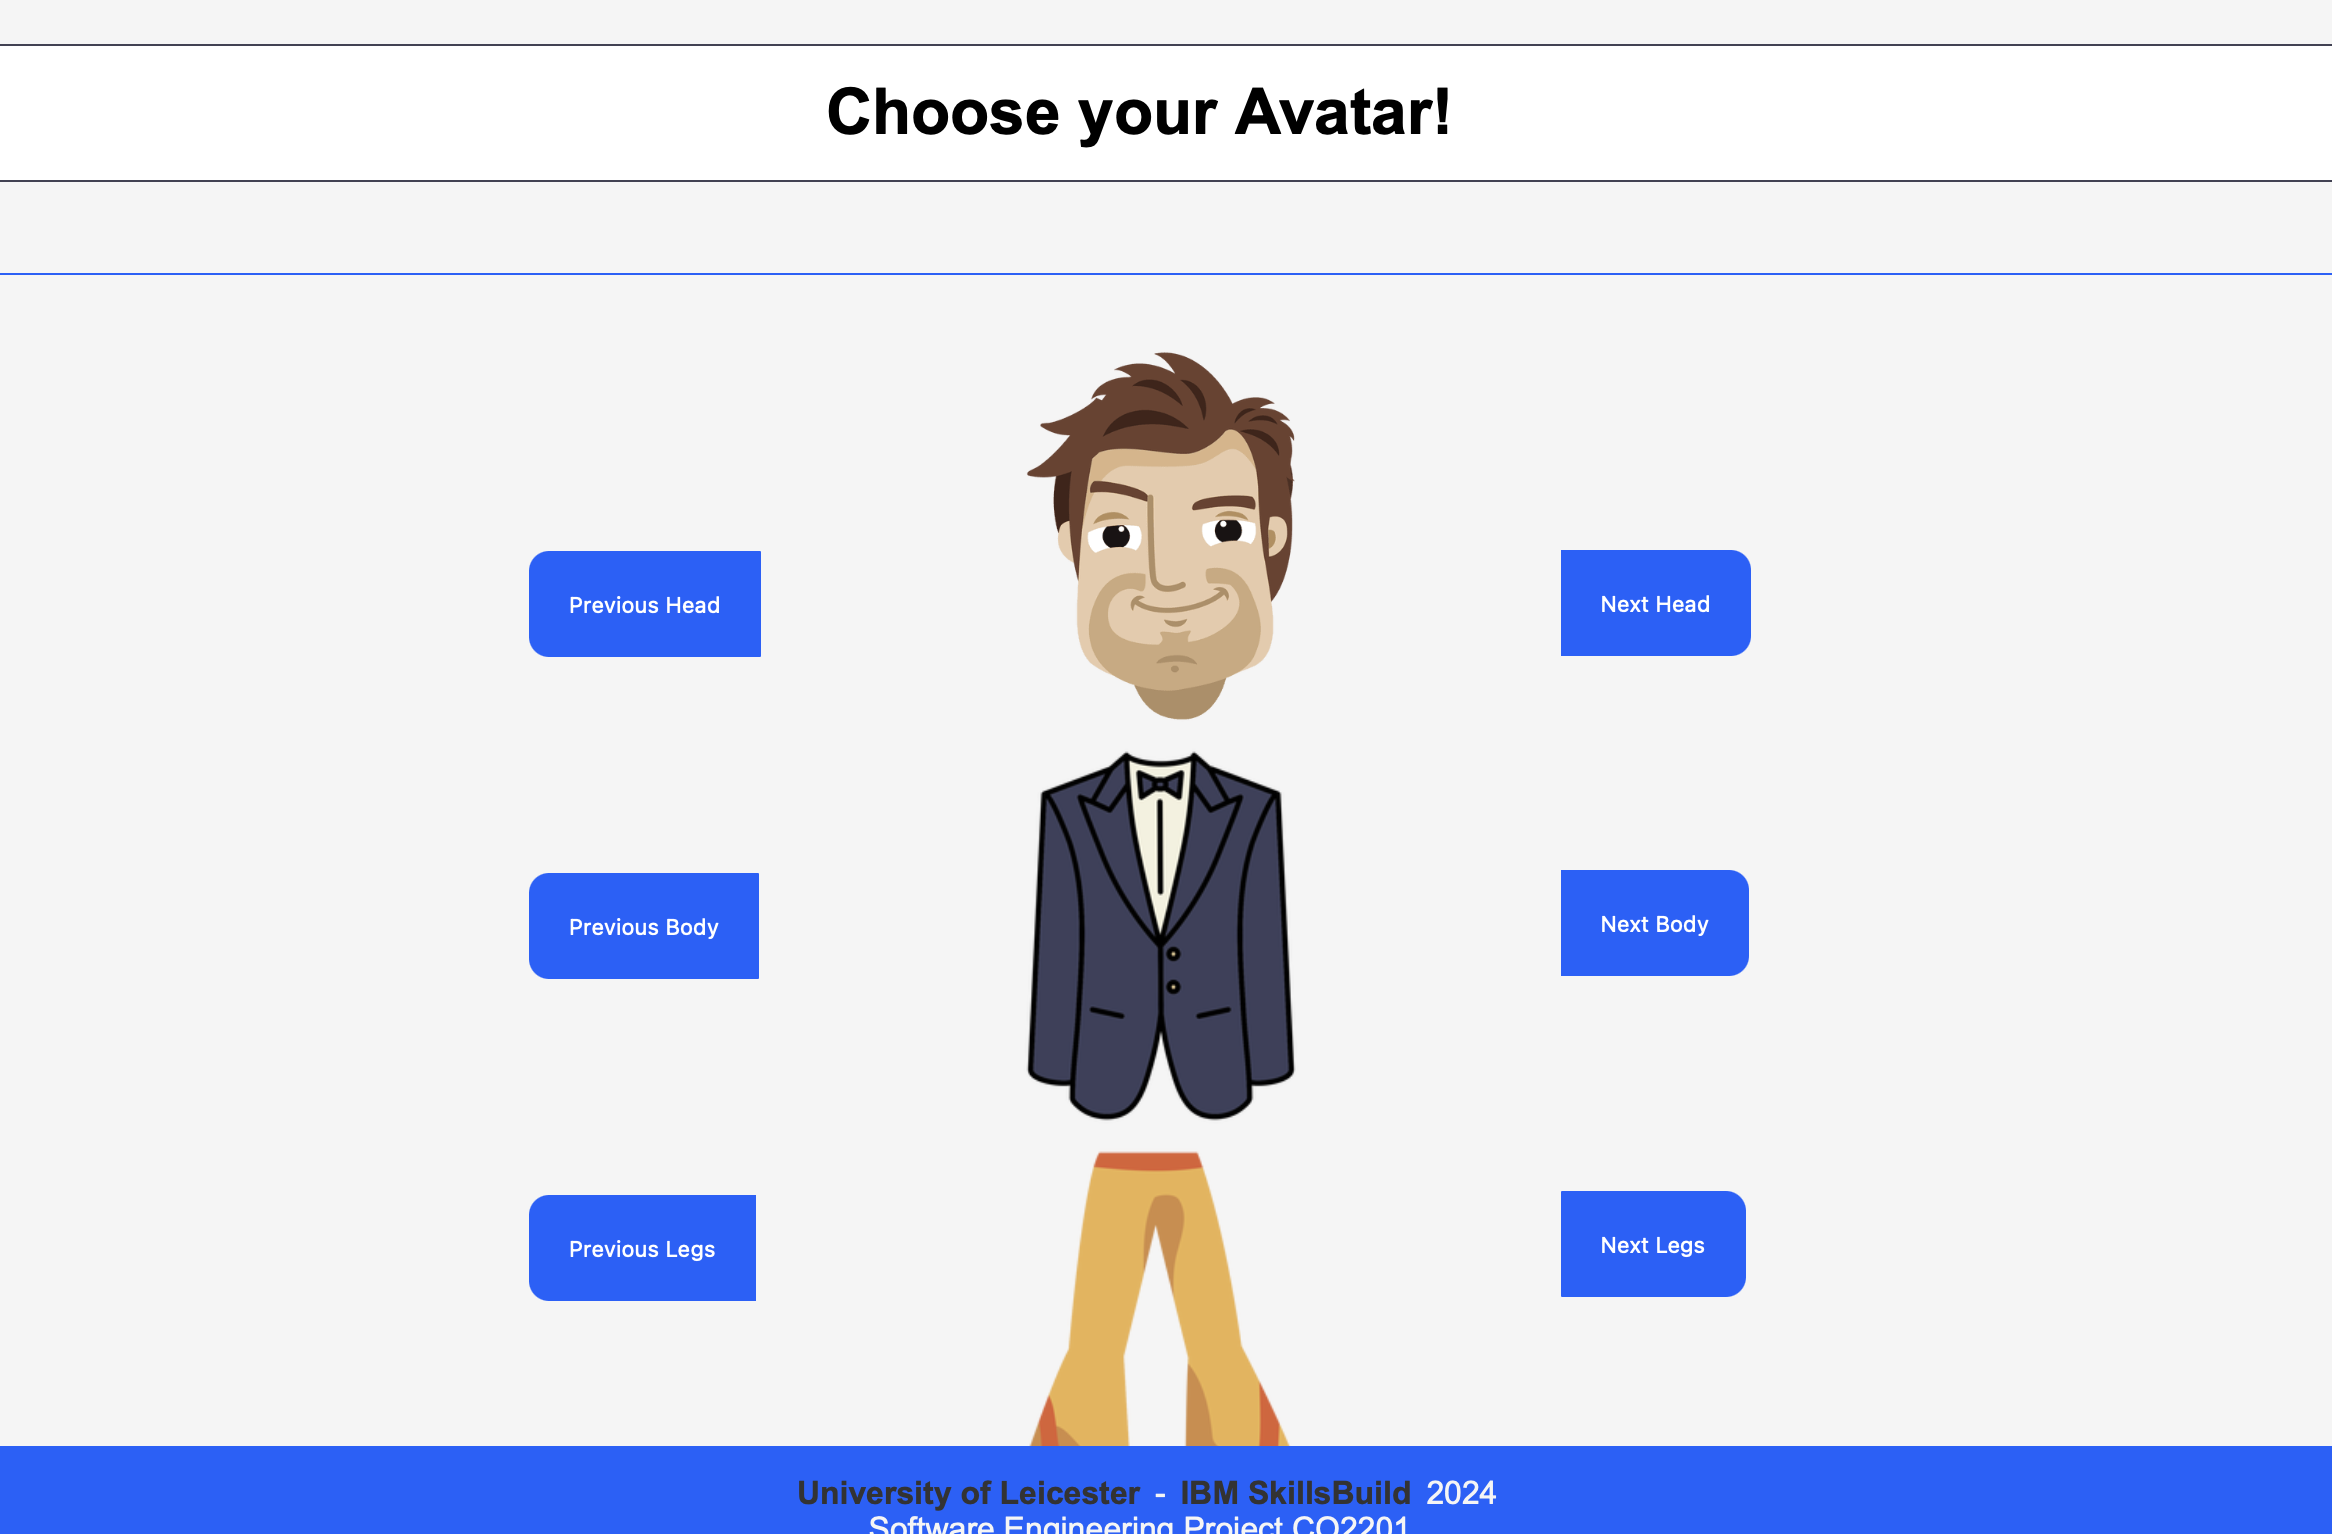 Choose your Avatar!
Previous Head
Next Head
Previous Body
Next Body
Previous Legs
Next Legs
University of Leicester - IBM SkillsBuild 2024
Software Engineering Project CO2201